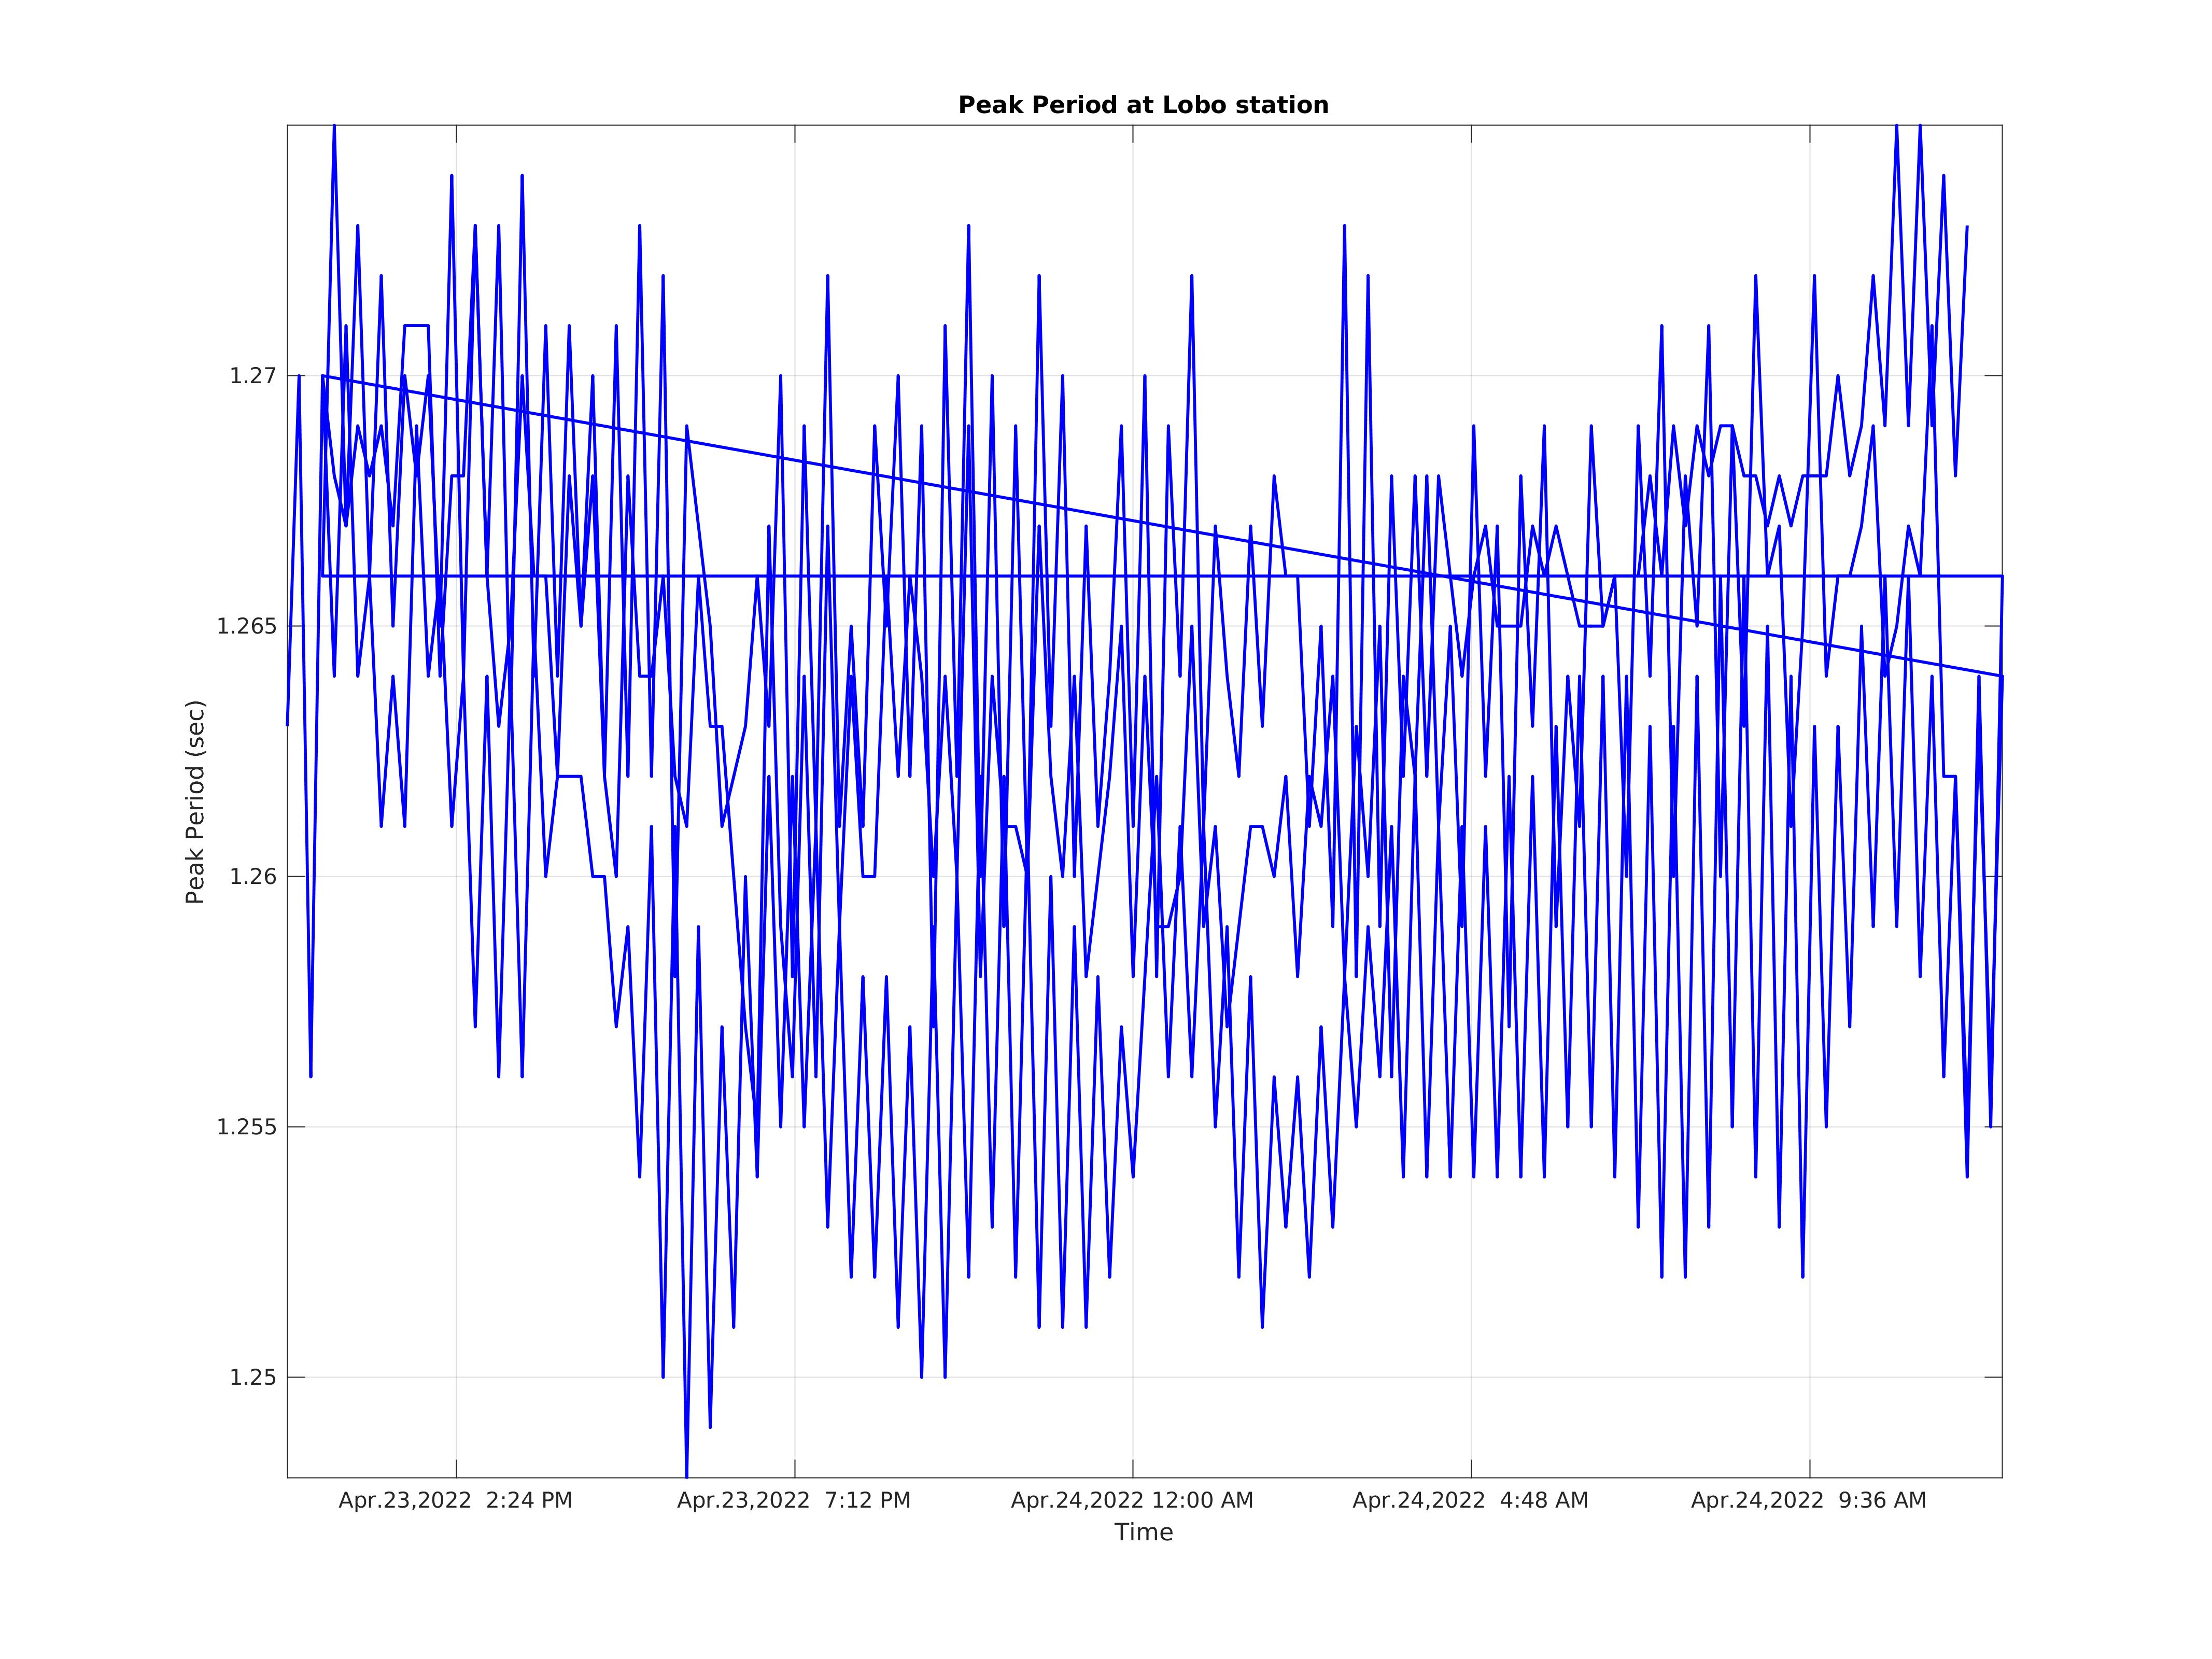 Peak Period at Lobo station
Peak Period (sec)
1.27
1.265
1.26
1.255
1.25
Apr.23,2022  2:24 PM
Apr.23,2022  7:12 PM
Apr.24,2022 12:00 AM
Apr.24,2022  4:48 AM
Apr.24,2022  9:36 AM
Time